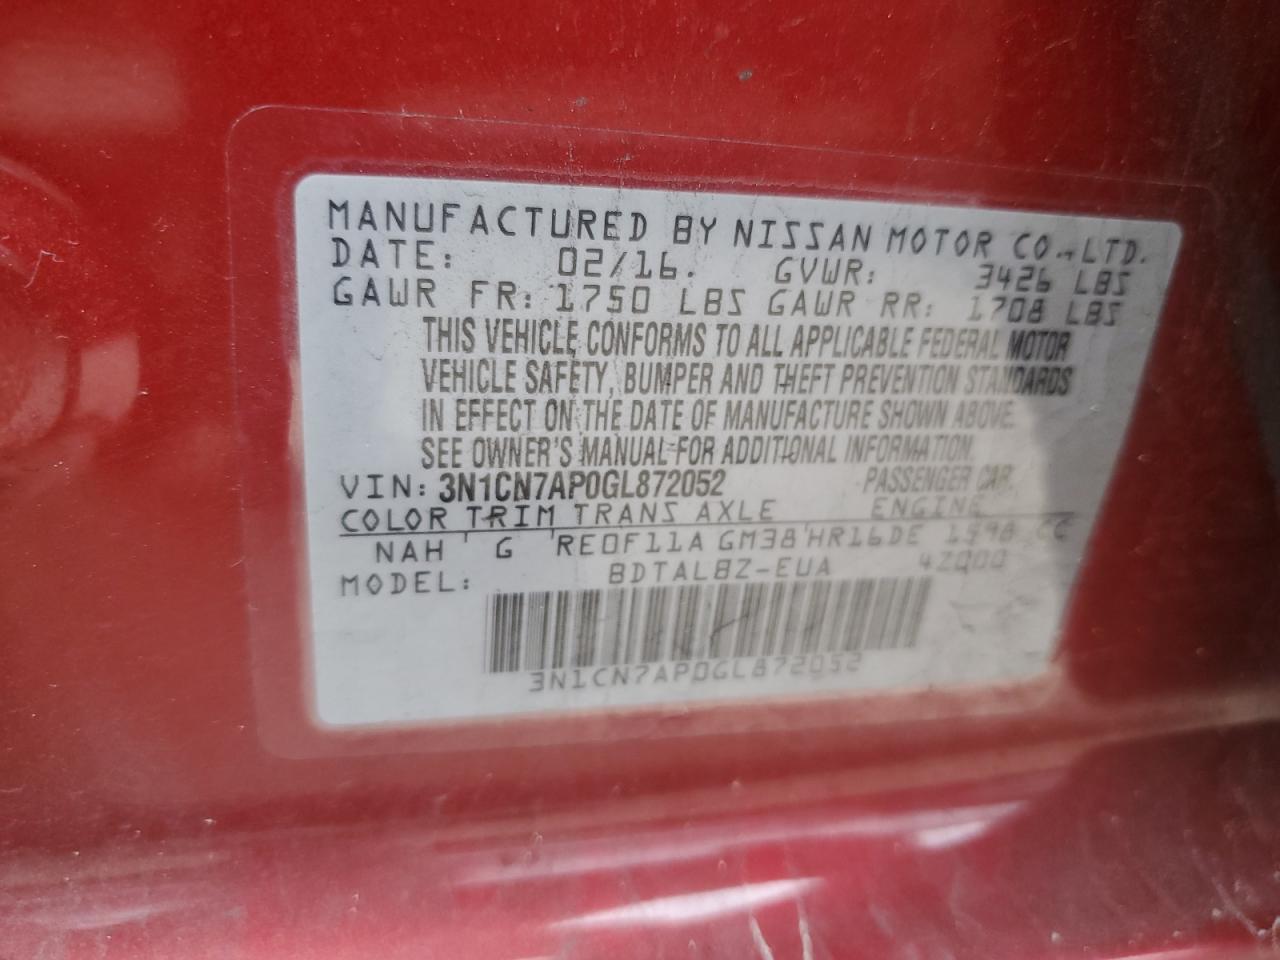 MANUFACTURED BY NISSAN MOTOR CO., LTD.
DATE: 02/16. GVWR: 3426 LBS
GAWR FR: 1750 LBS GAWR RR: 1708 LBS
THIS VEHICLE CONFORMS TO ALL APPLICABLE FEDERAL MOTOR
VEHICLE SAFETY, BUMPER AND THEFT PREVENTION STANDARDS
IN EFFECT ON THE DATE OF MANUFACTURE SHOWN ABOVE.
SEE OWNER'S MANUAL FOR ADDITIONAL INFORMATION.
VIN: 3N1CN7AP0GL872052 PASSENGER CAR
COLOR TRIM TRANS AXLE ENGINE
NAH G RE0F11A GM38 HR16DE 1598 CC
MODEL: BDTALBZ-EUA 4Z000
3N1CN7AP0GL872052